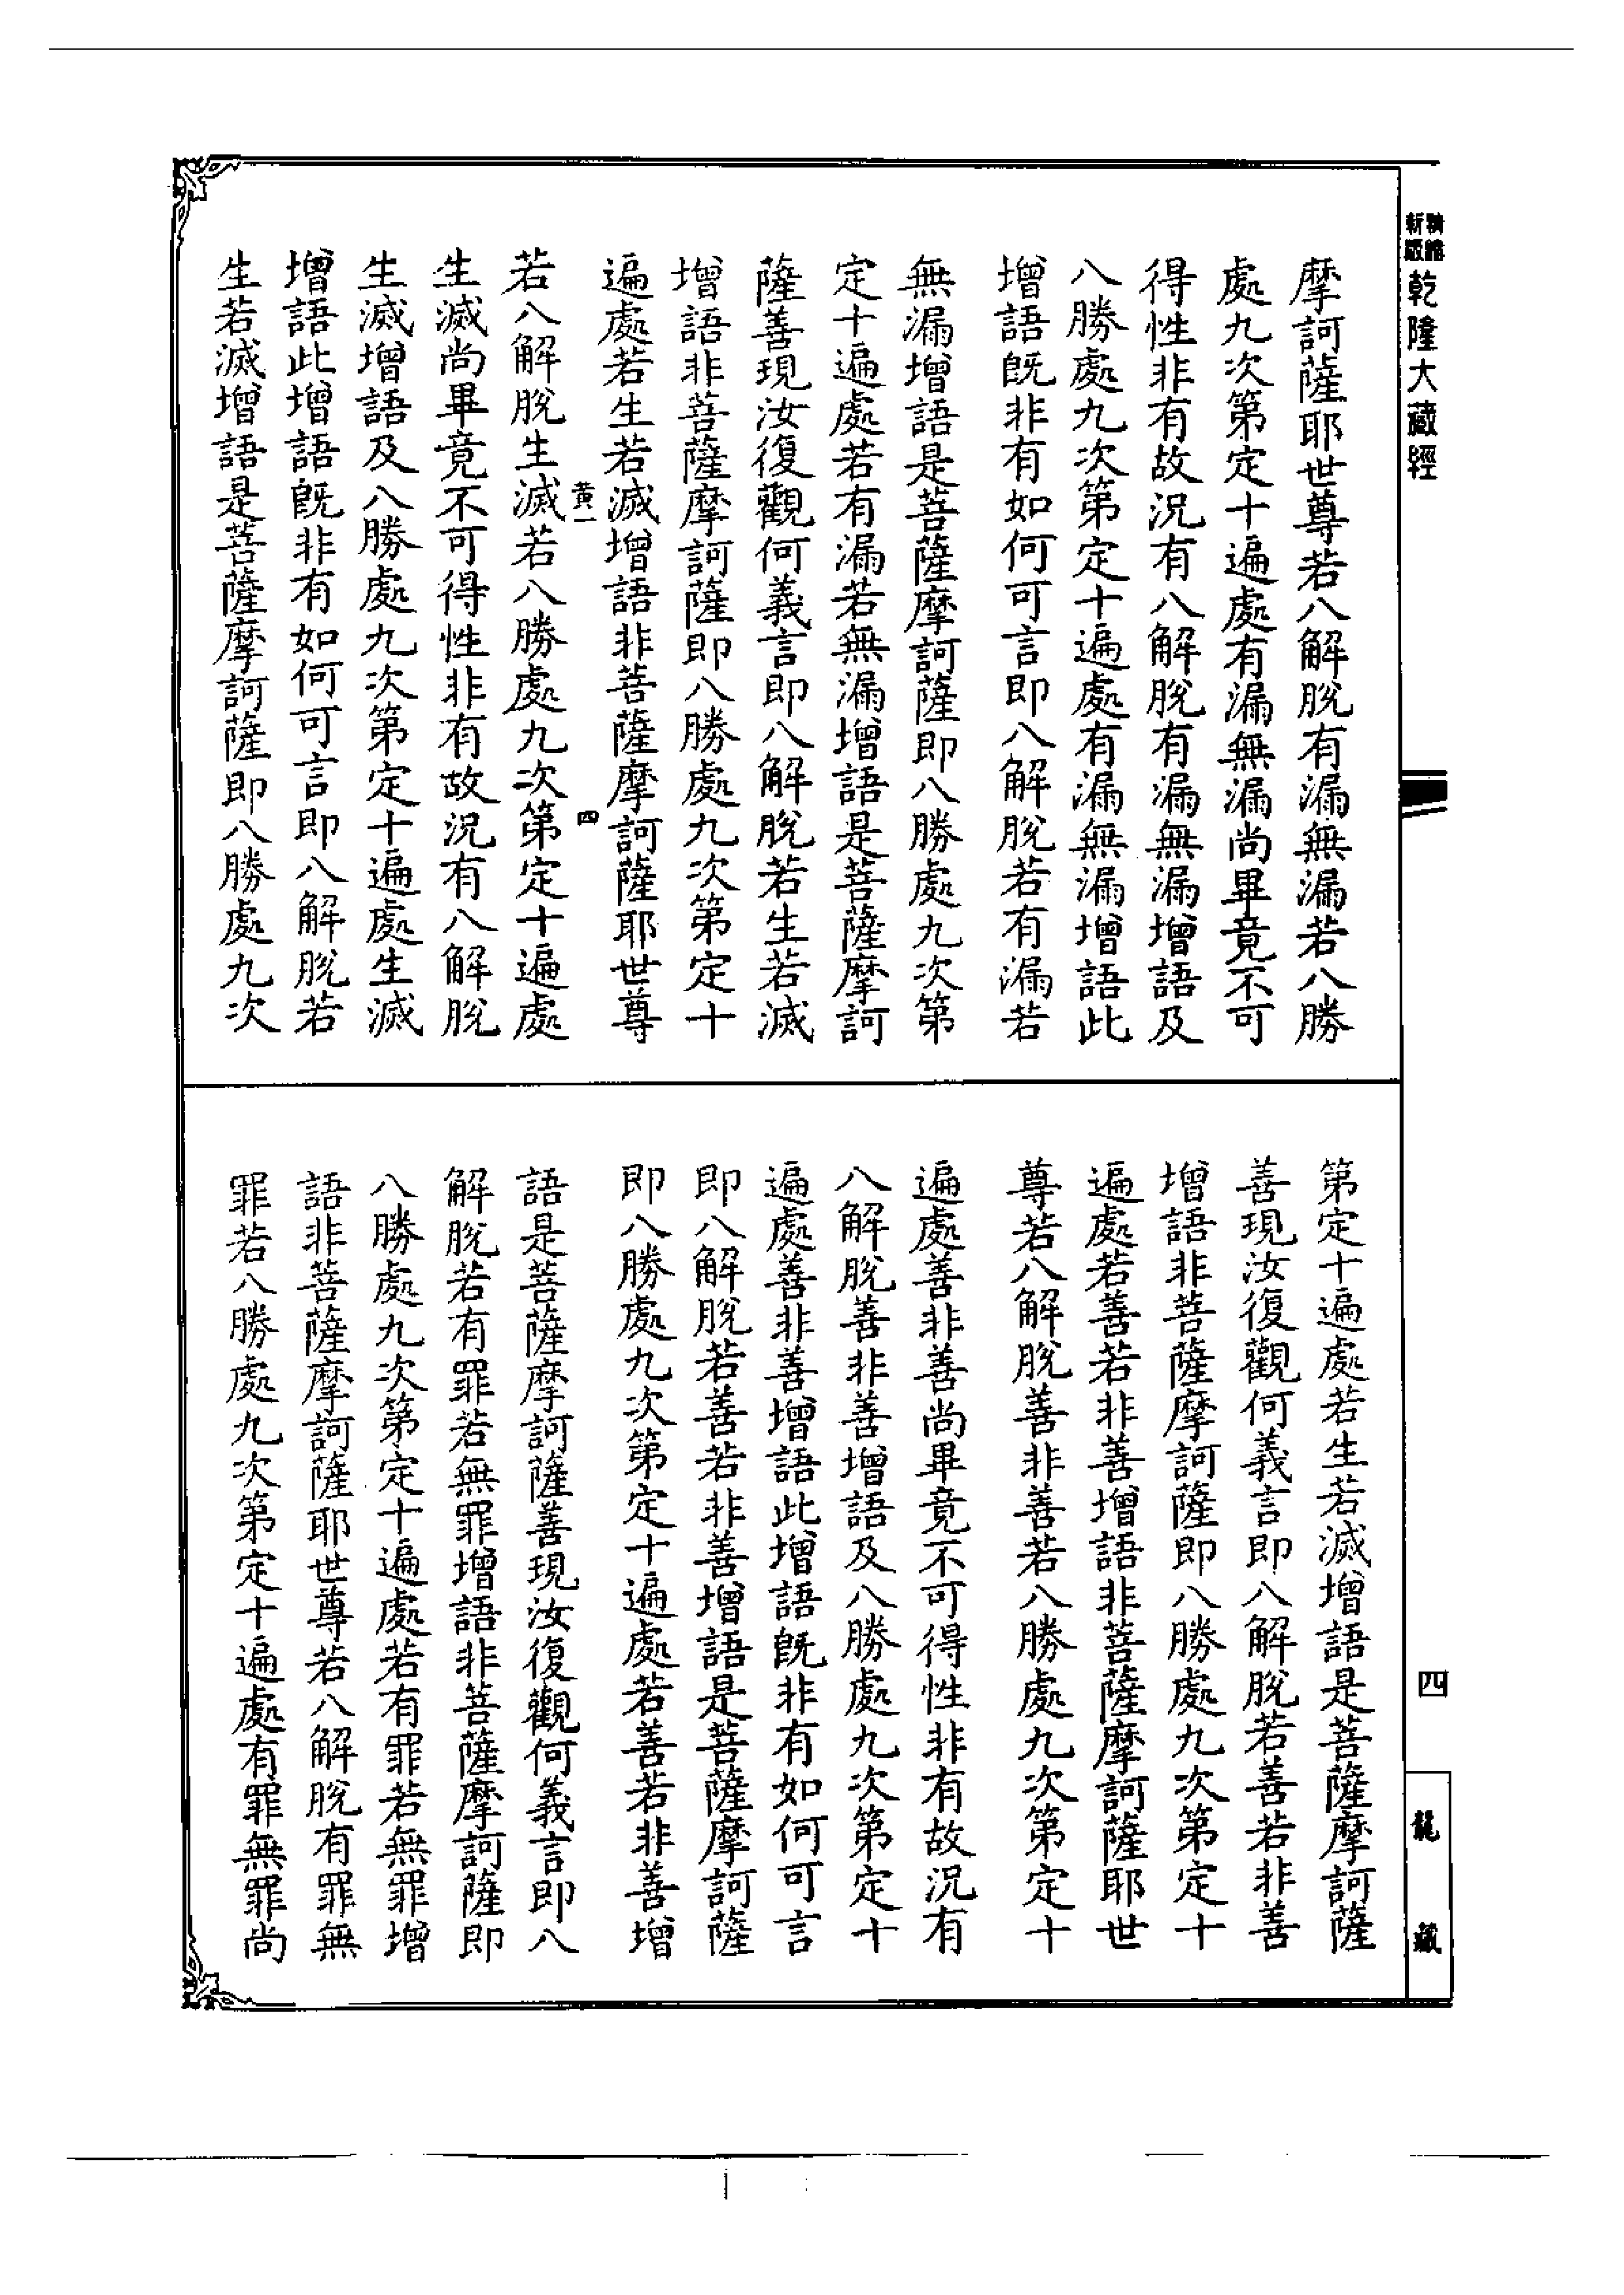 新版
精縮
乾隆大藏經
摩訶薩耶世尊若八解脫有漏無漏若八勝
處九次第定十遍處有漏無漏尚畢竟不可
得性非有故況有八解脫有漏無漏增語及
八勝處九次第定十遍處有漏無漏增語此
增語旣非有如何可言即八解脫若有漏若
無漏增語是菩薩摩訶薩即八勝處九次第
定十遍處若有漏若無漏增語是菩薩摩訶
薩善現汝復觀何義言即八解脫若生若滅
增語非菩薩摩訶薩即八勝處九次第定十
遍處若生若滅增語非菩薩摩訶薩耶世尊
黃一
四
若八解脫生滅若八勝處九次第定十遍處
生滅尚畢竟不可得性非有故況有八解脫
生滅增語及八勝處九次第定十遍處生滅
增語此增語旣非有如何可言即八解脫若
生若滅增語是菩薩摩訶薩即八勝處九次
第定十遍處若生若滅增語是菩薩摩訶薩
善現汝復觀何義言即八解脫若善若非善
增語非菩薩摩訶薩即八勝處九次第定十
遍處若善若非善增語非菩薩摩訶薩耶世
尊若八解脫善非善若八勝處九次第定十
遍處善非善尚畢竟不可得性非有故況有
八解脫善非善增語及八勝處九次第定十
遍處善非善增語此增語旣非有如何可言
即八解脫若善若非善增語是菩薩摩訶薩
即八勝處九次第定十遍處若善若非善增
語是菩薩摩訶薩善現汝復觀何義言即八
解脫若有罪若無罪增語非菩薩摩訶薩即
八勝處九次第定十遍處若有罪若無罪增
語非菩薩摩訶薩耶世尊若八解脫有罪無
罪若八勝處九次第定十遍處有罪無罪尚
四
龍藏